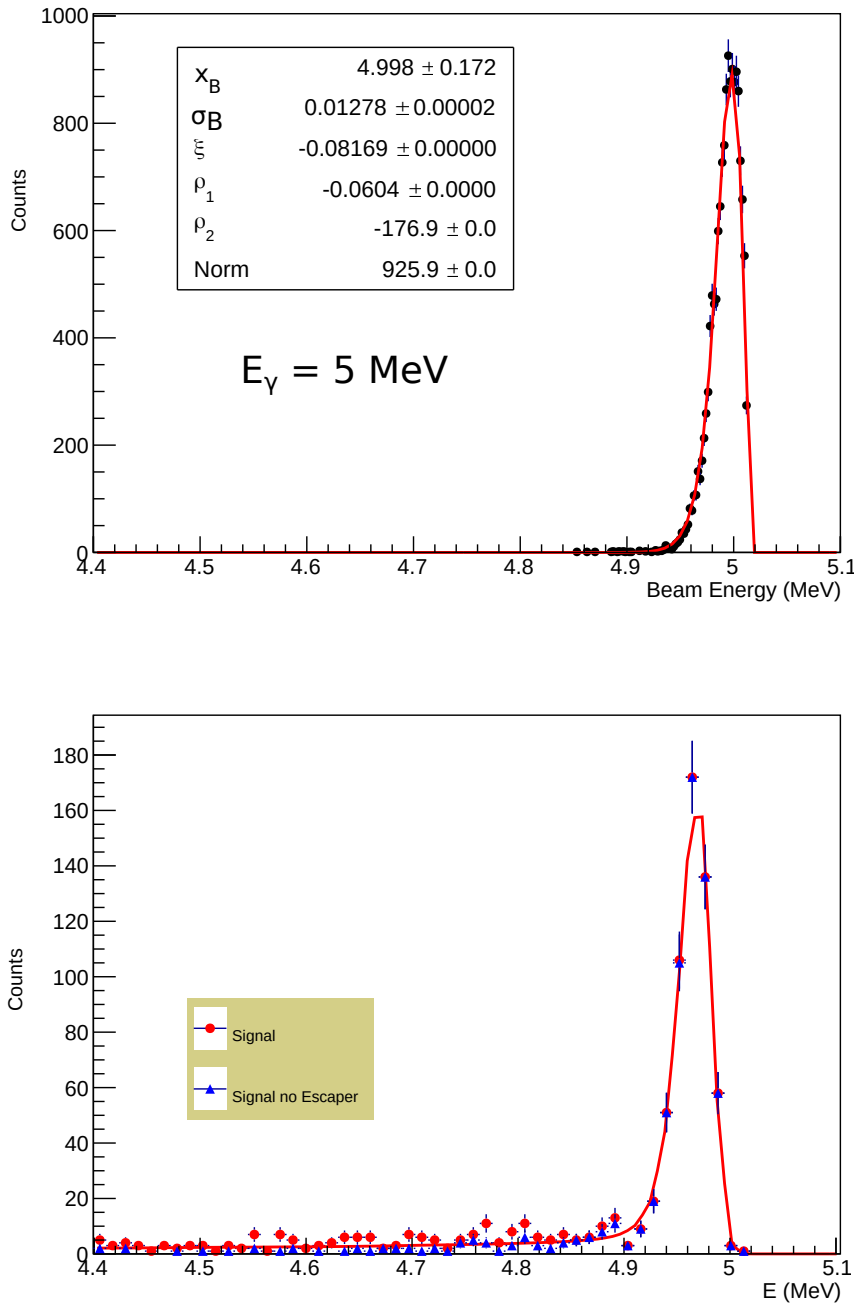 1000
x_B 4.998 ± 0.172
σB 0.01278 ± 0.00002
ξ -0.08169 ± 0.00000
ρ_1 -0.0604 ± 0.0000
ρ_2 -176.9 ± 0.0
Norm 925.9 ± 0.0
800
600
400
200
0
Counts
E_γ = 5 MeV
4.4 4.5 4.6 4.7 4.8 4.9 5 5.1
Beam Energy (MeV)
180
160
140
120
100
80
60
40
20
0
Counts
Signal
Signal no Escaper
4.4 4.5 4.6 4.7 4.8 4.9 5 5.1
E (MeV)